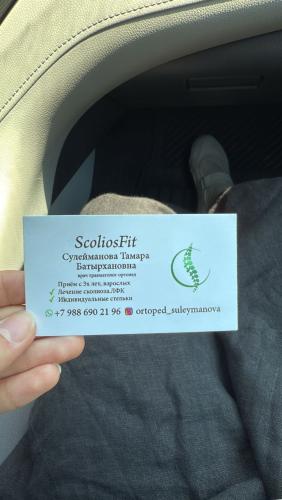 ScoliosFit
Сулейманова Тамара
Батырхановна
врач травматолог-ортопед
Приём с 3х лет, взрослых
Лечение сколиоза ЛФК
Индивидуальные стельки
+7 988 690 21 96 ortoped_suleymanova